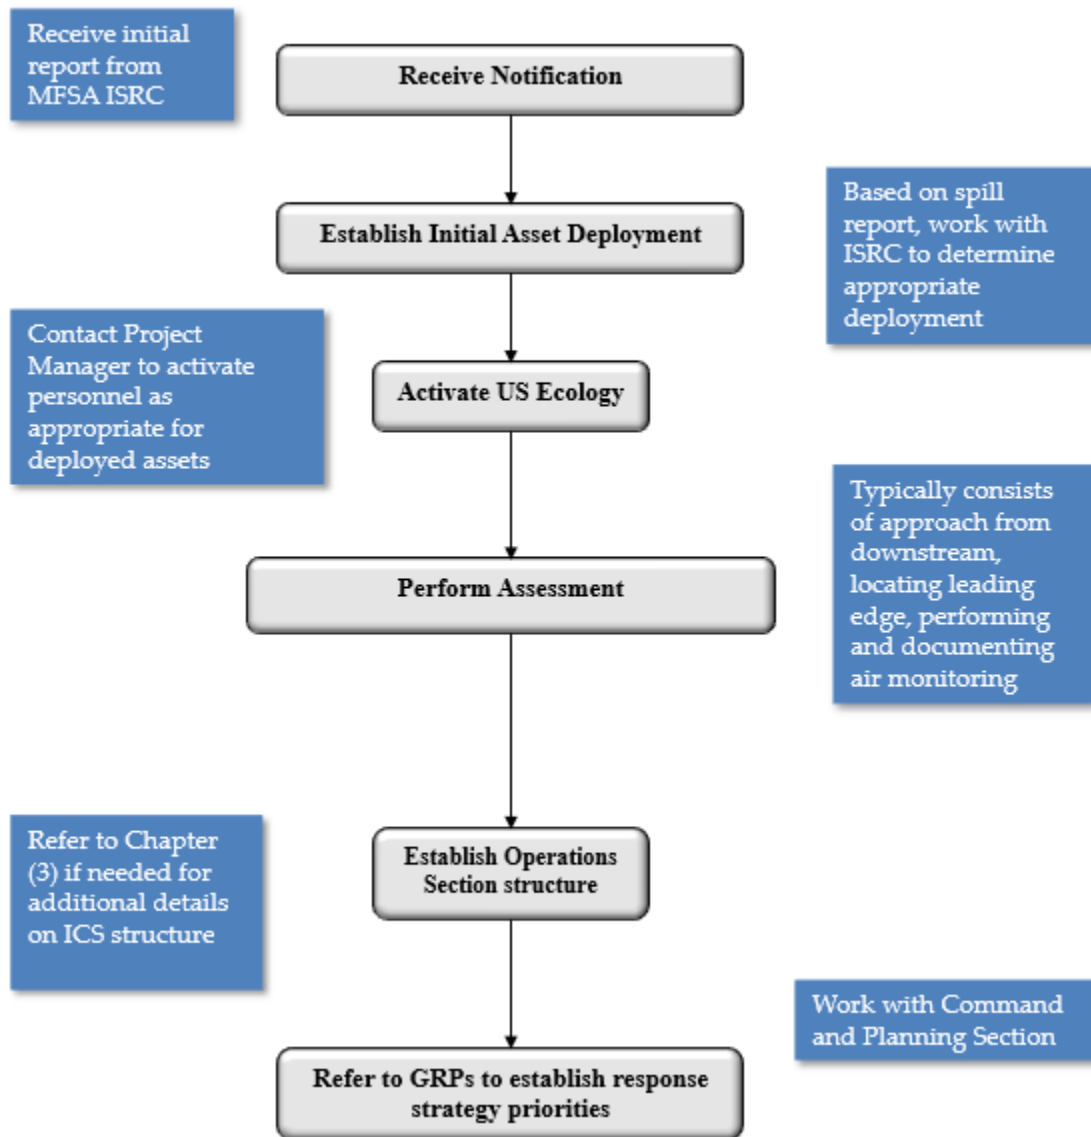 Receive initial
report from
MFSA ISRC
Receive Notification
Establish Initial Asset Deployment
Based on spill
report, work with
ISRC to determine
appropriate
deployment
Contact Project
Manager to activate
personnel as
appropriate for
deployed assets
Activate US Ecology
Perform Assessment
Typically consists
of approach from
downstream,
locating leading
edge, performing
and documenting
air monitoring
Refer to Chapter
(3) if needed for
additional details
on ICS structure
Establish Operations
Section structure
Work with Command
and Planning Section
Refer to GRPs to establish response
strategy priorities